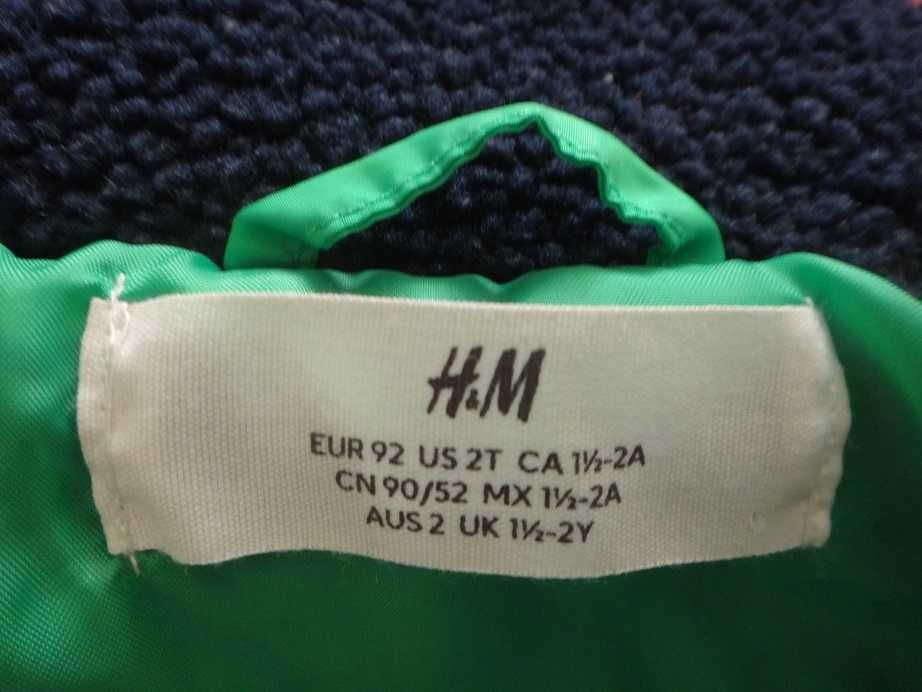 H&M
EUR 92 US 2T CA 1½-2A
CN 90/52 MX 1½-2A
AUS 2 UK 1½-2Y